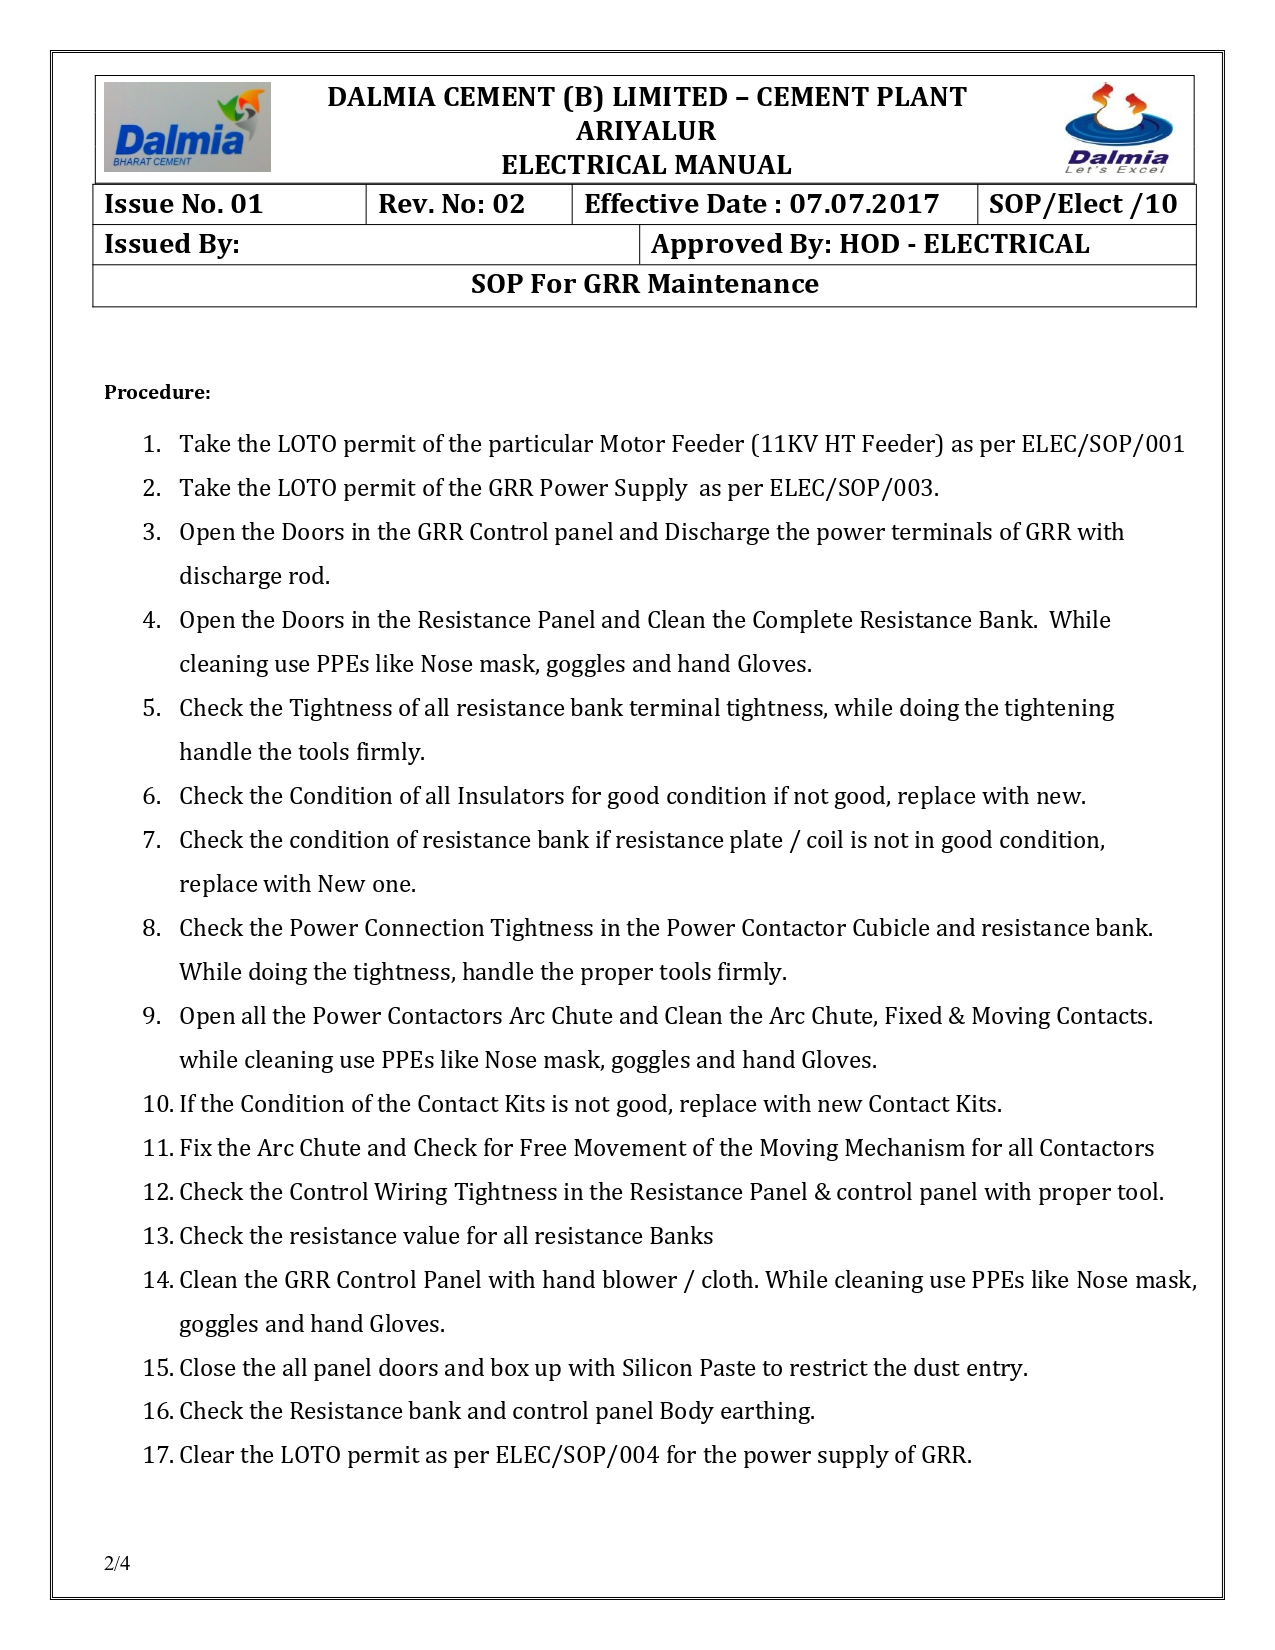 Dalmia
BHARAT CEMENT
DALMIA CEMENT (B) LIMITED – CEMENT PLANT
ARIYALUR
ELECTRICAL MANUAL
Dalmia
Let's Excel
Issue No. 01 Rev. No: 02 Effective Date : 07.07.2017 SOP/Elect /10
Issued By: Approved By: HOD - ELECTRICAL
SOP For GRR Maintenance
Procedure:
1. Take the LOTO permit of the particular Motor Feeder (11KV HT Feeder) as per ELEC/SOP/001
2. Take the LOTO permit of the GRR Power Supply as per ELEC/SOP/003.
3. Open the Doors in the GRR Control panel and Discharge the power terminals of GRR with
discharge rod.
4. Open the Doors in the Resistance Panel and Clean the Complete Resistance Bank. While
cleaning use PPEs like Nose mask, goggles and hand Gloves.
5. Check the Tightness of all resistance bank terminal tightness, while doing the tightening
handle the tools firmly.
6. Check the Condition of all Insulators for good condition if not good, replace with new.
7. Check the condition of resistance bank if resistance plate / coil is not in good condition,
replace with New one.
8. Check the Power Connection Tightness in the Power Contactor Cubicle and resistance bank.
While doing the tightness, handle the proper tools firmly.
9. Open all the Power Contactors Arc Chute and Clean the Arc Chute, Fixed & Moving Contacts.
while cleaning use PPEs like Nose mask, goggles and hand Gloves.
10. If the Condition of the Contact Kits is not good, replace with new Contact Kits.
11. Fix the Arc Chute and Check for Free Movement of the Moving Mechanism for all Contactors
12. Check the Control Wiring Tightness in the Resistance Panel & control panel with proper tool.
13. Check the resistance value for all resistance Banks
14. Clean the GRR Control Panel with hand blower / cloth. While cleaning use PPEs like Nose mask,
goggles and hand Gloves.
15. Close the all panel doors and box up with Silicon Paste to restrict the dust entry.
16. Check the Resistance bank and control panel Body earthing.
17. Clear the LOTO permit as per ELEC/SOP/004 for the power supply of GRR.
2/4